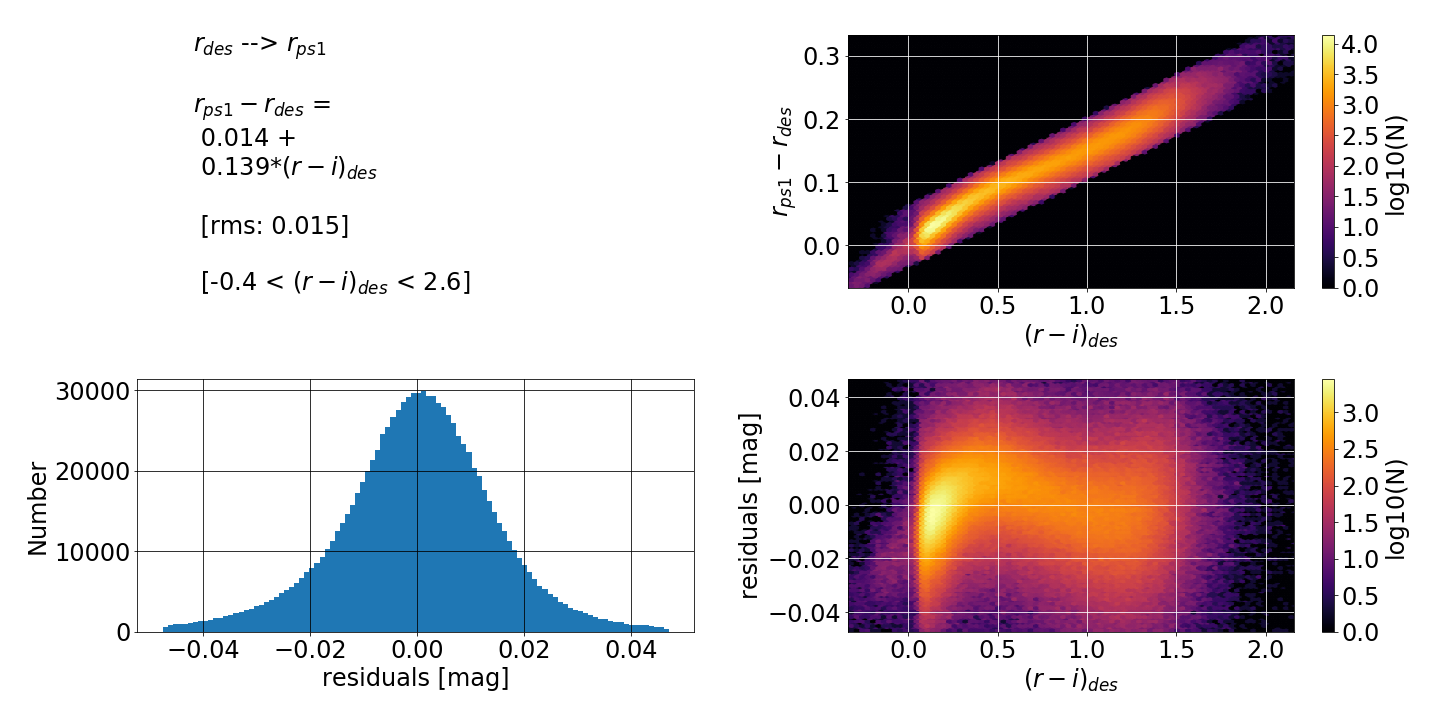 r_des --> r_ps1
r_ps1 − r_des =
0.014 +
0.139*(r − i)_des
[rms: 0.015]
[-0.4 < (r − i)_des < 2.6]
0.3
0.2
0.1
0.0
r_ps1 − r_des
0.0 0.5 1.0 1.5 2.0
(r − i)_des
4.0
3.5
3.0
2.5
2.0
1.5
1.0
0.5
0.0
log10(N)
30000
20000
10000
0
Number
−0.04 −0.02 0.00 0.02 0.04
residuals [mag]
0.04
0.02
0.00
−0.02
−0.04
residuals [mag]
0.0 0.5 1.0 1.5 2.0
(r − i)_des
3.0
2.5
2.0
1.5
1.0
0.5
0.0
log10(N)